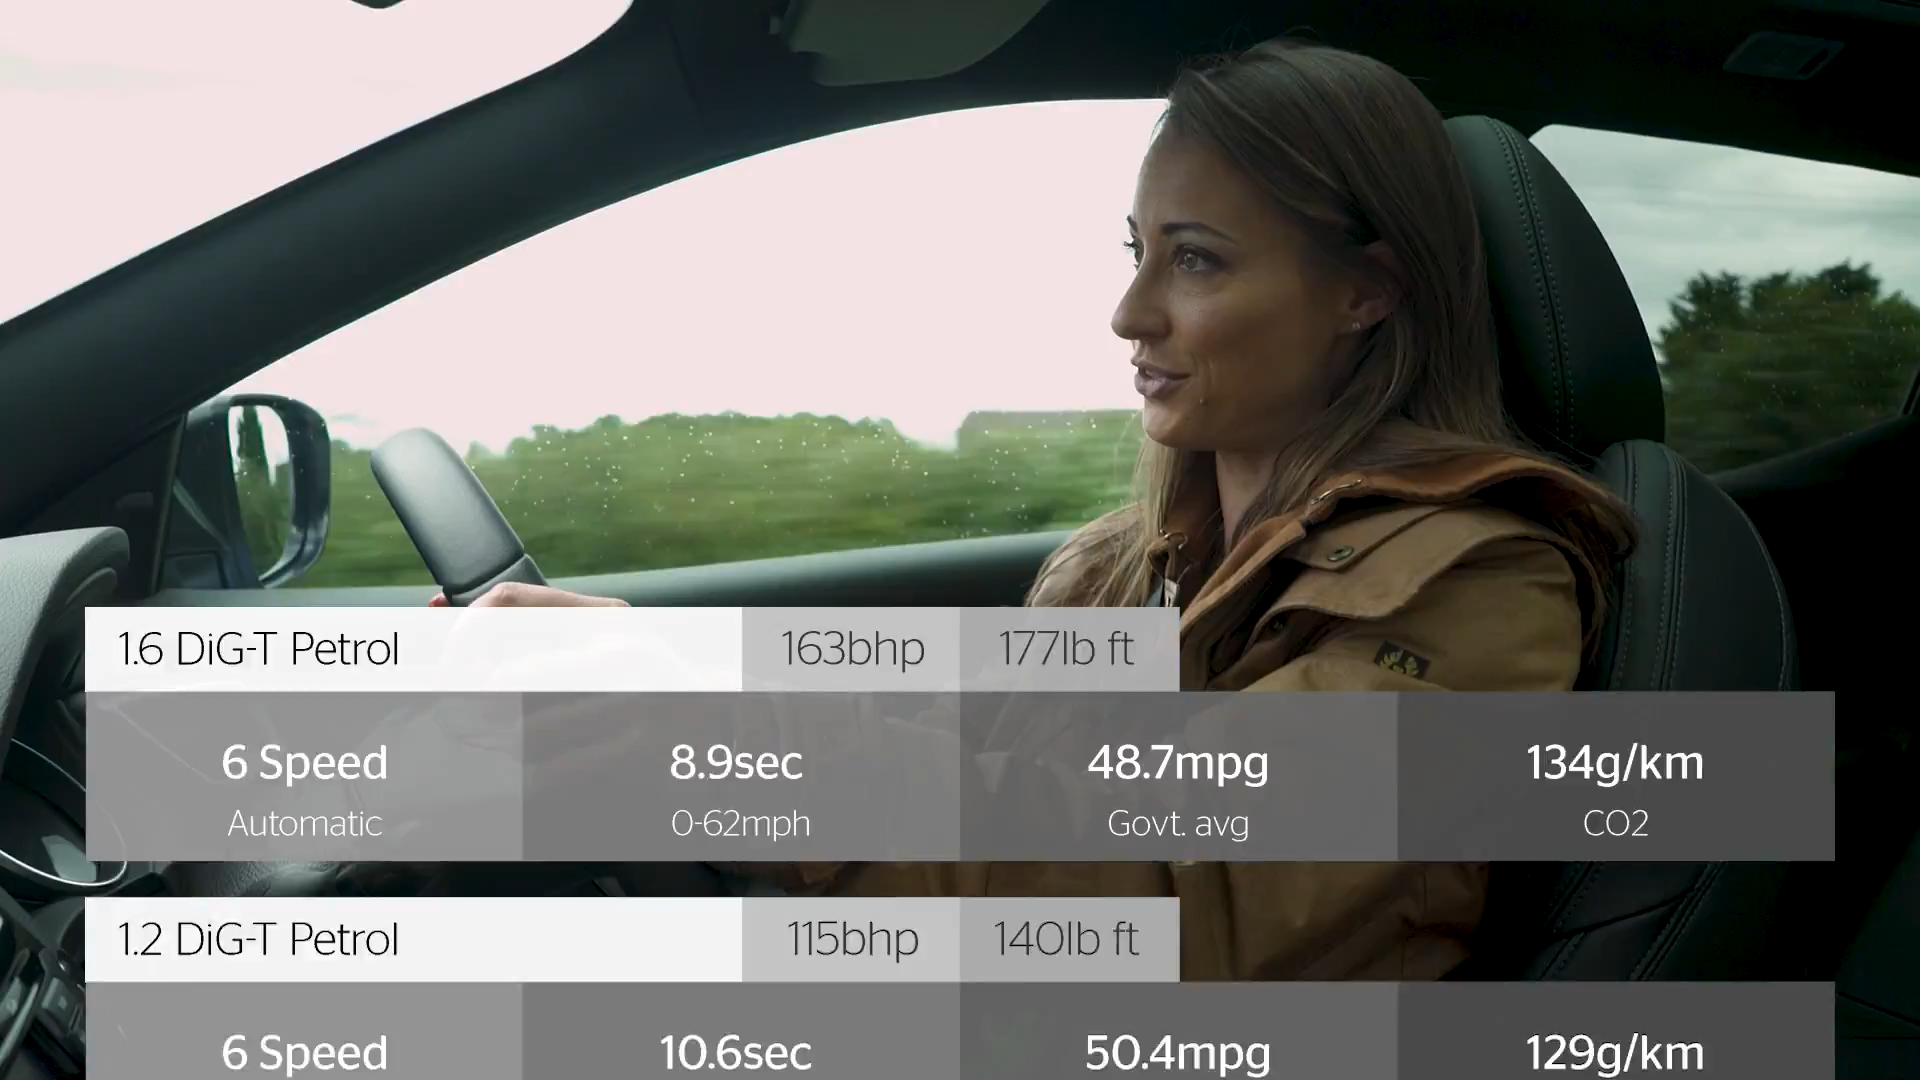 1.6 DiG-T Petrol 163bhp 177lb ft
6 Speed 8.9sec 48.7mpg 134g/km
Automatic 0-62mph Govt. avg CO2
1.2 DiG-T Petrol 115bhp 140lb ft
6 Speed 10.6sec 50.4mpg 129g/km